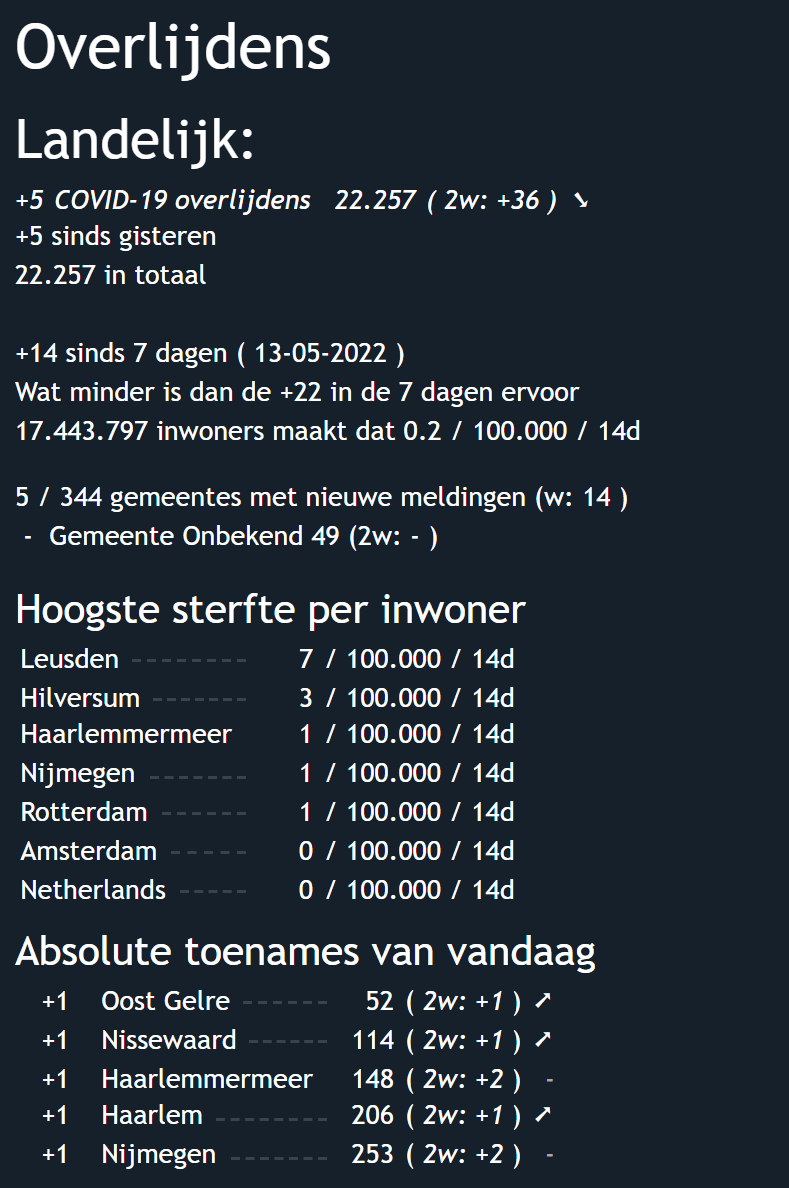 Overlijdens
Landelijk:
+5 COVID-19 overlijdens 22.257 ( 2w: +36 ) ➘
+5 sinds gisteren
22.257 in totaal
+14 sinds 7 dagen ( 13-05-2022 )
Wat minder is dan de +22 in de 7 dagen ervoor
17.443.797 inwoners maakt dat 0.2 / 100.000 / 14d
5 / 344 gemeentes met nieuwe meldingen (w: 14 )
- Gemeente Onbekend 49 (2w: - )
Hoogste sterfte per inwoner
Leusden ‑‑‑‑‑‑‑‑‑ 7 / 100.000 / 14d
Hilversum ------- 3 / 100.000 / 14d
Haarlemmermeer 1 / 100.000 / 14d
Nijmegen ------- 1 / 100.000 / 14d
Rotterdam ------ 1 / 100.000 / 14d
Amsterdam ----- 0 / 100.000 / 14d
Netherlands ----- 0 / 100.000 / 14d
Absolute toenames van vandaag
+1 Oost Gelre ------ 52 ( 2w: +1 ) ➚
+1 Nissewaard ------ 114 ( 2w: +1 ) ➚
+1 Haarlemmermeer 148 ( 2w: +2 ) -
+1 Haarlem -------- 206 ( 2w: +1 ) ➚
+1 Nijmegen ------- 253 ( 2w: +2 ) -